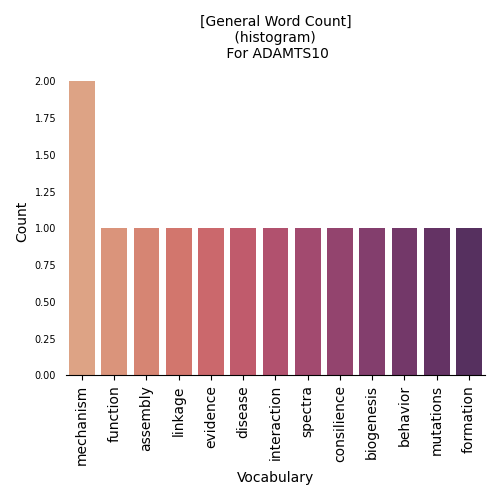 [General Word Count]
(histogram)
For ADAMTS10
2.00
1.75
1.50
1.25
1.00
0.75
0.50
0.25
0.00
Count
mechanism
function
assembly
linkage
evidence
disease
interaction
spectra
consilience
biogenesis
behavior
mutations
formation
Vocabulary